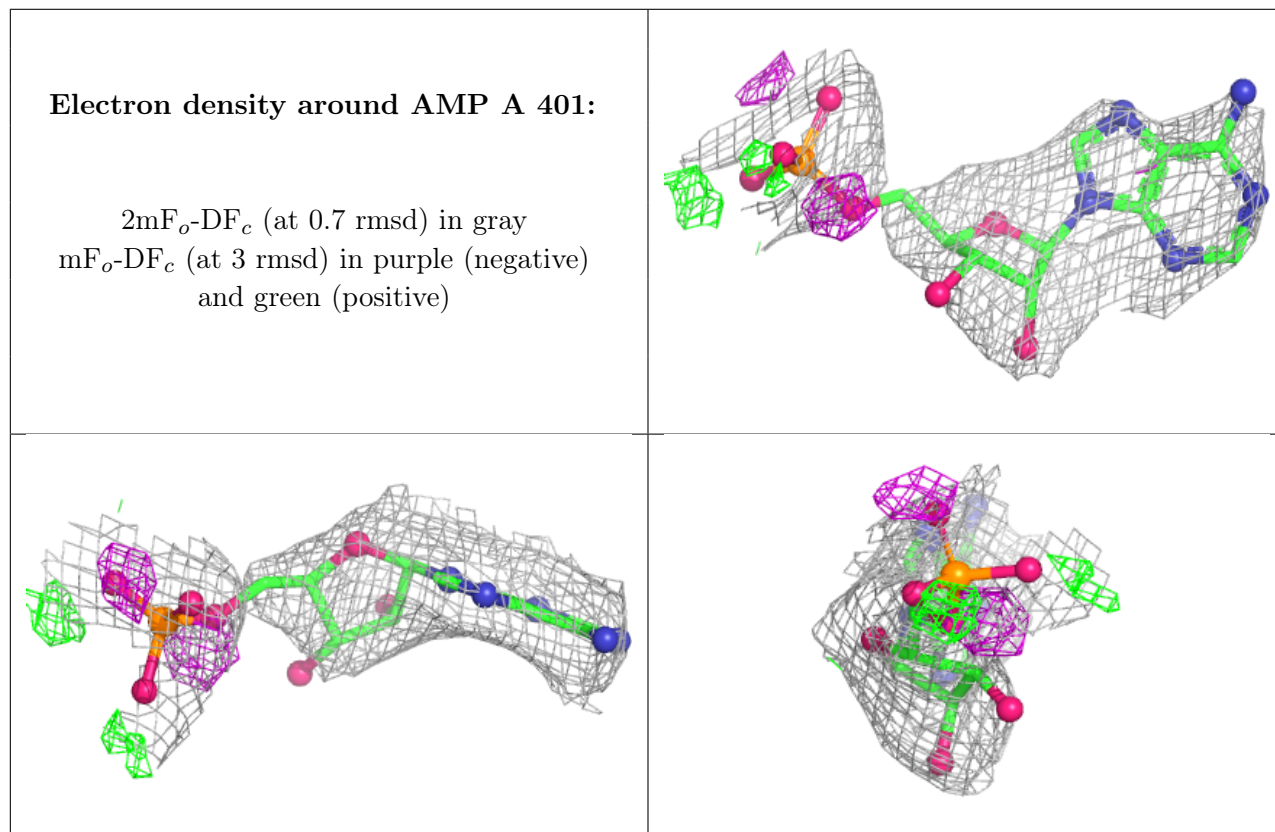 Electron density around AMP A 401:
2mFo-DFc (at 0.7 rmsd) in gray
mFo-DFc (at 3 rmsd) in purple (negative)
and green (positive)